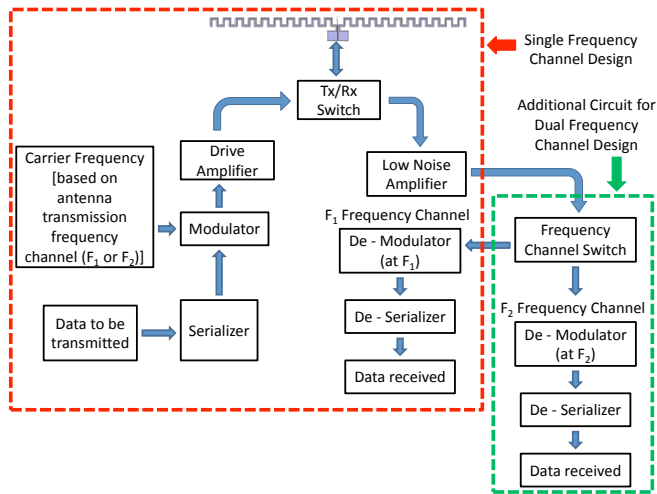 Single Frequency
Channel Design
Tx/Rx
Switch
Additional Circuit for
Dual Frequency
Channel Design
Drive
Amplifier
Low Noise
Amplifier
Carrier Frequency
[based on
antenna
transmission
frequency
channel (F₁ or F₂)]
Modulator
F₁ Frequency Channel
De - Modulator
(at F₁)
Frequency
Channel Switch
Data to be
transmitted
Serializer
De - Serializer
F₂ Frequency Channel
De - Modulator
(at F₂)
Data received
De - Serializer
Data received